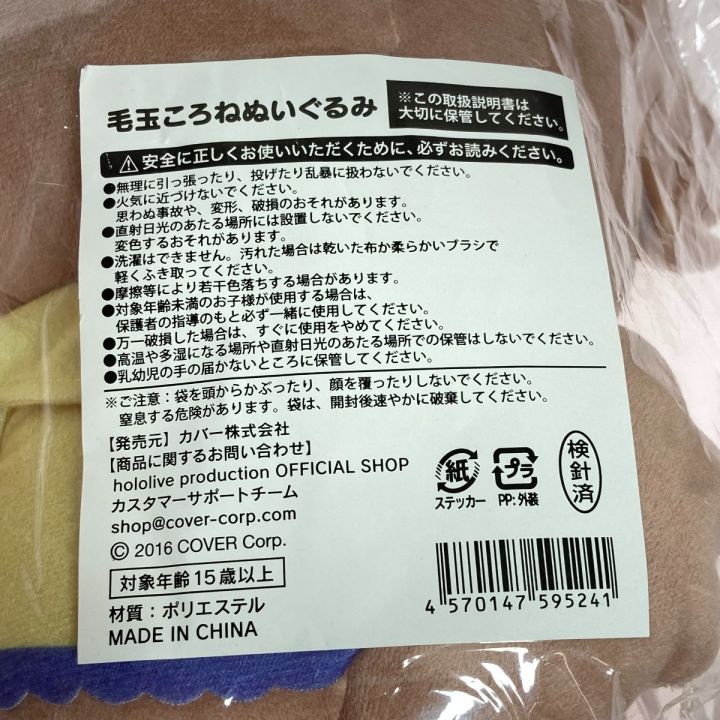 毛玉ころねぬいぐるみ
※この取扱説明書は
大切に保管してください。
安全に正しくお使いいただくために、必ずお読みください。
●無理に引っ張ったり、投げたり乱暴に扱わないでください。
●火気に近づけないでください。
思わぬ事故や、変形、破損のおそれがあります。
●直射日光のあたる場所には設置しないでください。
変色するおそれがあります。
●洗濯はできません。汚れた場合は乾いた布か柔らかいブラシで
軽くふき取ってください。
●摩擦等により若干色落ちする場合があります。
●対象年齢未満のお子様が使用する場合は、
保護者の指導のもと必ず一緒に使用してください。
●万一破損した場合は、すぐに使用をやめてください。
●高温や多湿になる場所や直射日光のあたる場所での保管はしないでください。
●乳幼児の手の届かないところに保管してください。
※ご注意：袋を頭からかぶったり、顔を覆ったりしないでください。
窒息する危険があります。袋は、開封後速やかに破棄してください。
【発売元】カバー株式会社
【商品に関するお問い合わせ】
hololive production OFFICIAL SHOP
カスタマーサポートチーム
shop@cover-corp.com
© 2016 COVER Corp.
対象年齢15歳以上
材質：ポリエステル
MADE IN CHINA
紙
ステッカー
プラ
PP:外装
検針済
4 570147 595241